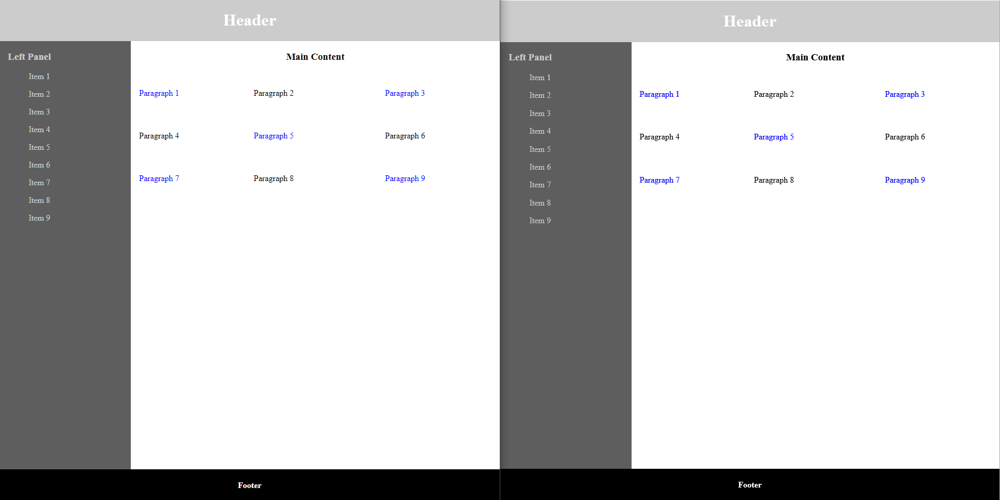 Header
Left Panel
Item 1
Item 2
Item 3
Item 4
Item 5
Item 6
Item 7
Item 8
Item 9
Main Content
Paragraph 1 Paragraph 2 Paragraph 3
Paragraph 4 Paragraph 5 Paragraph 6
Paragraph 7 Paragraph 8 Paragraph 9
Footer
Header
Left Panel
Item 1
Item 2
Item 3
Item 4
Item 5
Item 6
Item 7
Item 8
Item 9
Main Content
Paragraph 1 Paragraph 2 Paragraph 3
Paragraph 4 Paragraph 5 Paragraph 6
Paragraph 7 Paragraph 8 Paragraph 9
Footer